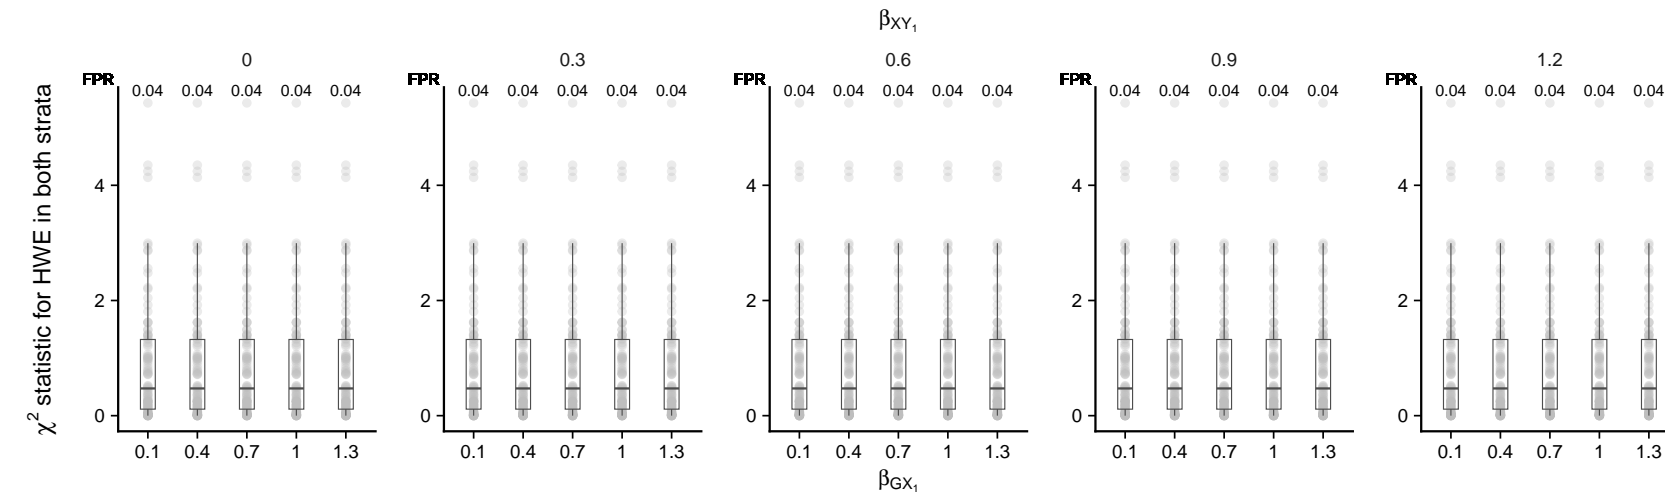 βXY₁
0 0.3 0.6 0.9 1.2
FPR FPR FPR FPR FPR
0.04 0.04 0.04 0.04 0.04 0.04 0.04 0.04 0.04 0.04 0.04 0.04 0.04 0.04 0.04 0.04 0.04 0.04 0.04 0.04 0.04 0.04 0.04 0.04 0.04
χ² statistic for HWE in both strata
4 4 4 4 4
2 2 2 2 2
0 0 0 0 0
0.1 0.4 0.7 1 1.3 0.1 0.4 0.7 1 1.3 0.1 0.4 0.7 1 1.3 0.1 0.4 0.7 1 1.3 0.1 0.4 0.7 1 1.3
βGX₁